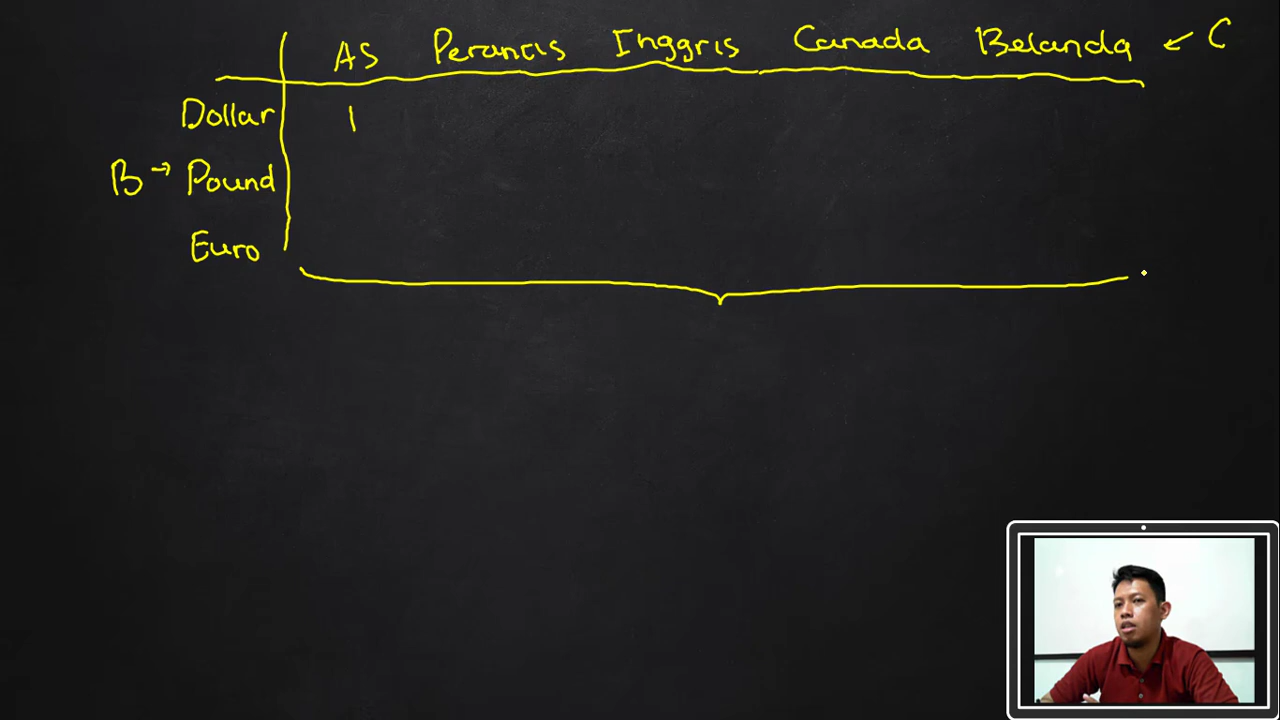 AS Perancis Inggris Canada Belanda ← C
Dollar 1
B → Pound
Euro